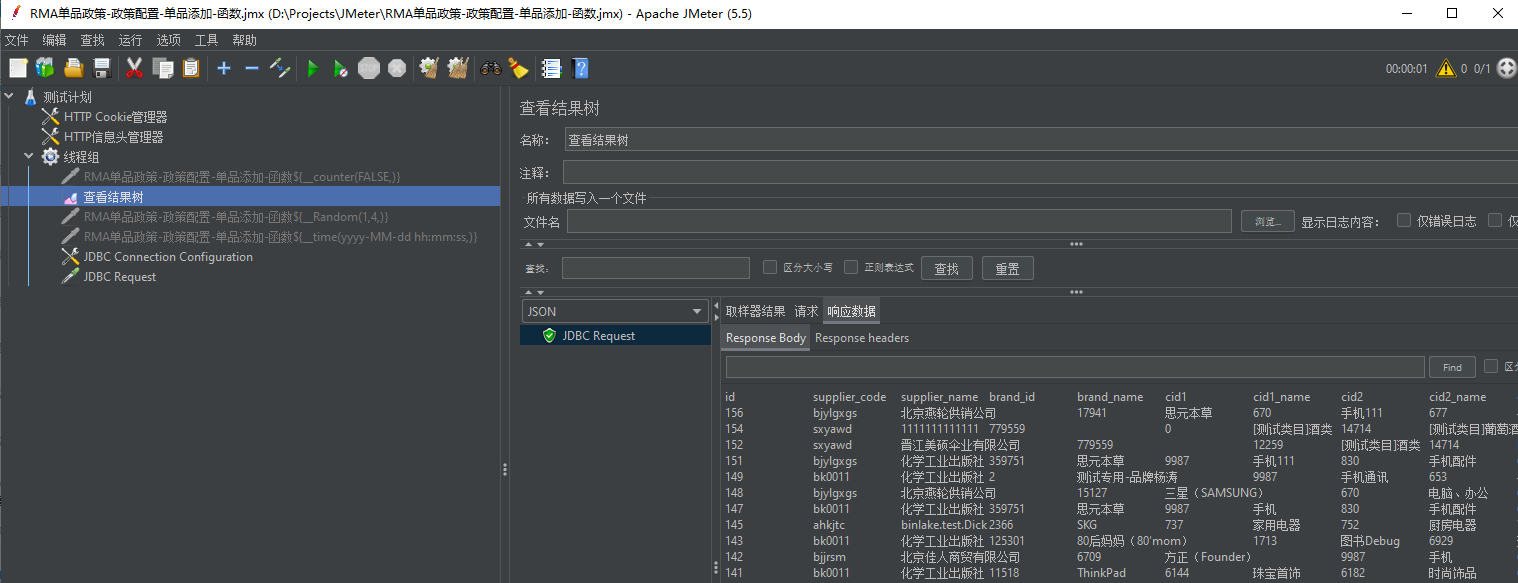 RMA单品政策-政策配置-单品添加-函数.jmx (D:\Projects\JMeter\RMA单品政策-政策配置-单品添加-函数.jmx) - Apache JMeter (5.5)
文件 编辑 查找 运行 选项 工具 帮助
STOP 00:00:01 0 0/1
测试计划
HTTP Cookie管理器
HTTP信息头管理器
线程组
RMA单品政策-政策配置-单品添加-函数${__counter(FALSE,)}
查看结果树
RMA单品政策-政策配置-单品添加-函数${__Random(1,4,)}
RMA单品政策-政策配置-单品添加-函数${__time(yyyy-MM-dd hh:mm:ss,)}
JDBC Connection Configuration
JDBC Request
查看结果树
名称: 查看结果树
注释:
所有数据写入一个文件
文件名 浏览... 显示日志内容: 仅错误日志 仅
查找: 区分大小写 正则表达式 查找 重置
JSON
JDBC Request
取样器结果 请求 响应数据
Response Body Response headers
Find 区分
id supplier_code supplier_name brand_id brand_name cid1 cid1_name cid2 cid2_name
156 bjylgxgs 北京燕轮供销公司 17941 思元本草 670 手机111 677
154 sxyawd 1111111111111 779559 0 [测试类目]酒类 14714 [测试类目]葡萄酒
152 sxyawd 晋江美硕伞业有限公司 779559 12259 [测试类目]酒类 14714
151 bjylgxgs 化学工业出版社 359751 思元本草 9987 手机111 830 手机配件
149 bk0011 化学工业出版社 2 测试专用-品牌杨涛 9987 手机通讯 653
148 bjylgxgs 北京燕轮供销公司 15127 三星（SAMSUNG） 670 电脑、办公
147 bk0011 化学工业出版社 359751 思元本草 9987 手机 830 手机配件
145 ahkjtc binlake.test.Dick 2366 SKG 737 家用电器 752 厨房电器
143 bk0011 化学工业出版社 125301 80后妈妈（80'mom） 1713 图书Debug 6929
142 bjjrsm 北京佳人商贸有限公司 6709 方正（Founder） 9987 手机
141 bk0011 化学工业出版社 11518 ThinkPad 6144 珠宝首饰 6182 时尚饰品